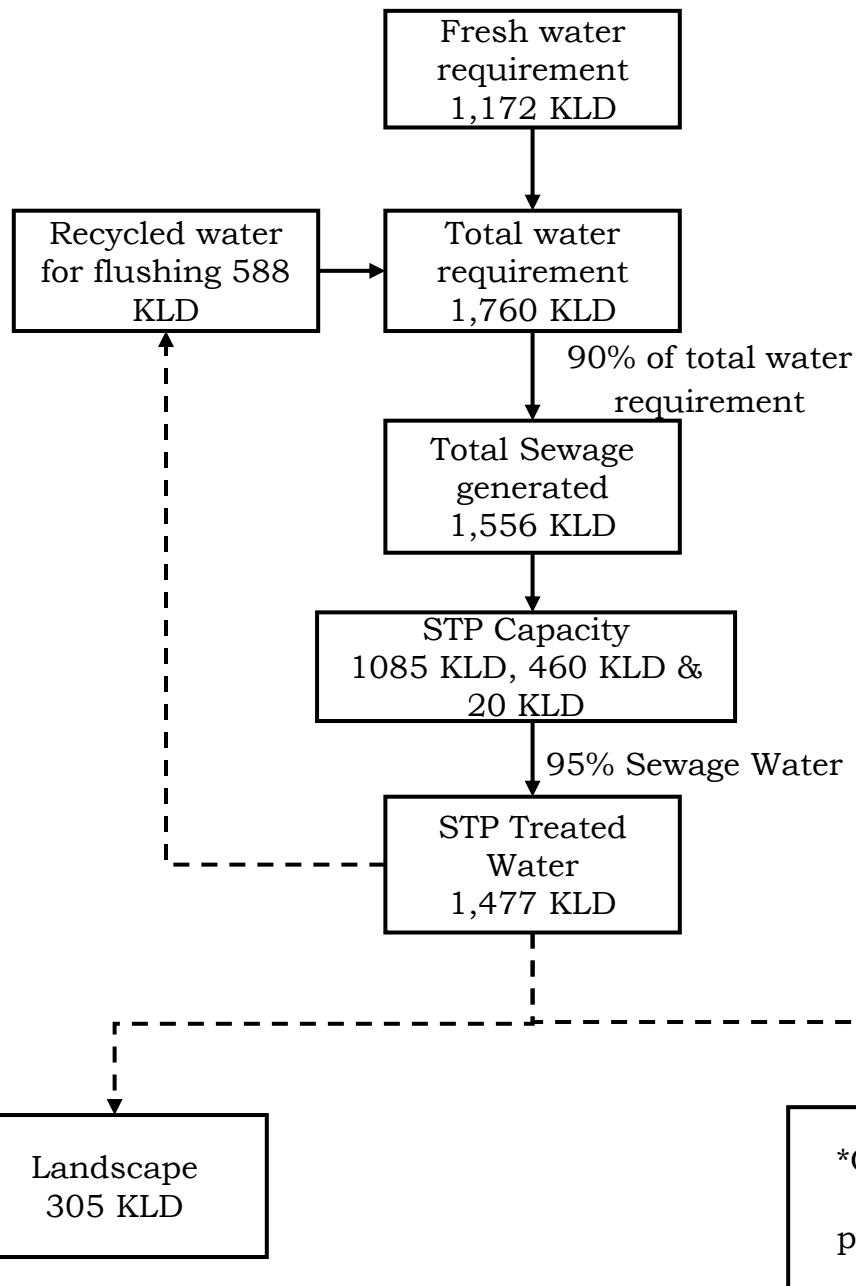 Fresh water
requirement
1,172 KLD
Recycled water
for flushing 588
KLD
Total water
requirement
1,760 KLD
90% of total water
requirement
Total Sewage
generated
1,556 KLD
STP Capacity
1085 KLD, 460 KLD &
20 KLD
95% Sewage Water
STP Treated
Water
1,477 KLD
Landscape
305 KLD